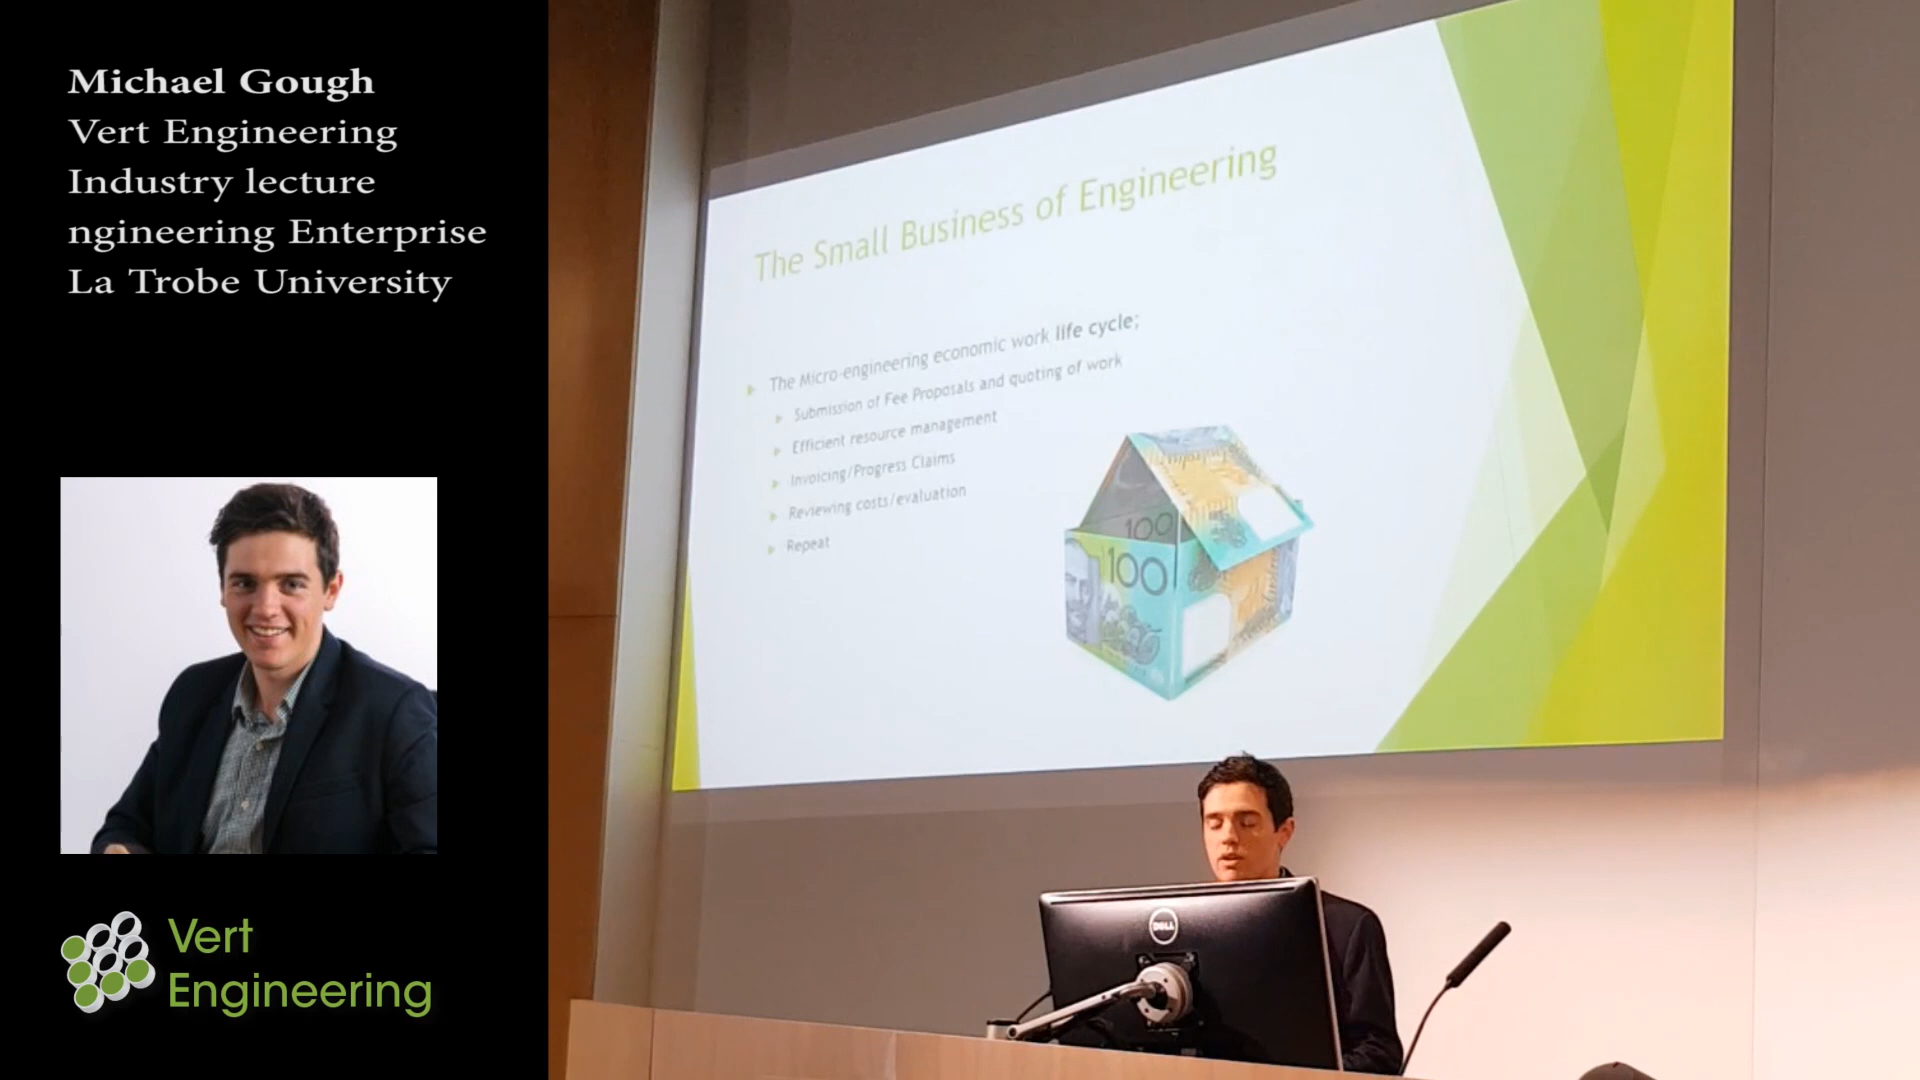 Michael Gough
Vert Engineering
Industry lecture
ngineering Enterprise
La Trobe University
Vert
Engineering
The Small Business of Engineering
The Micro-engineering economic work life cycle;
Submission of Fee Proposals and quoting of work
Efficient resource management
Invoicing/Progress Claims
Reviewing costs/evaluation
Repeat
100
100
DELL